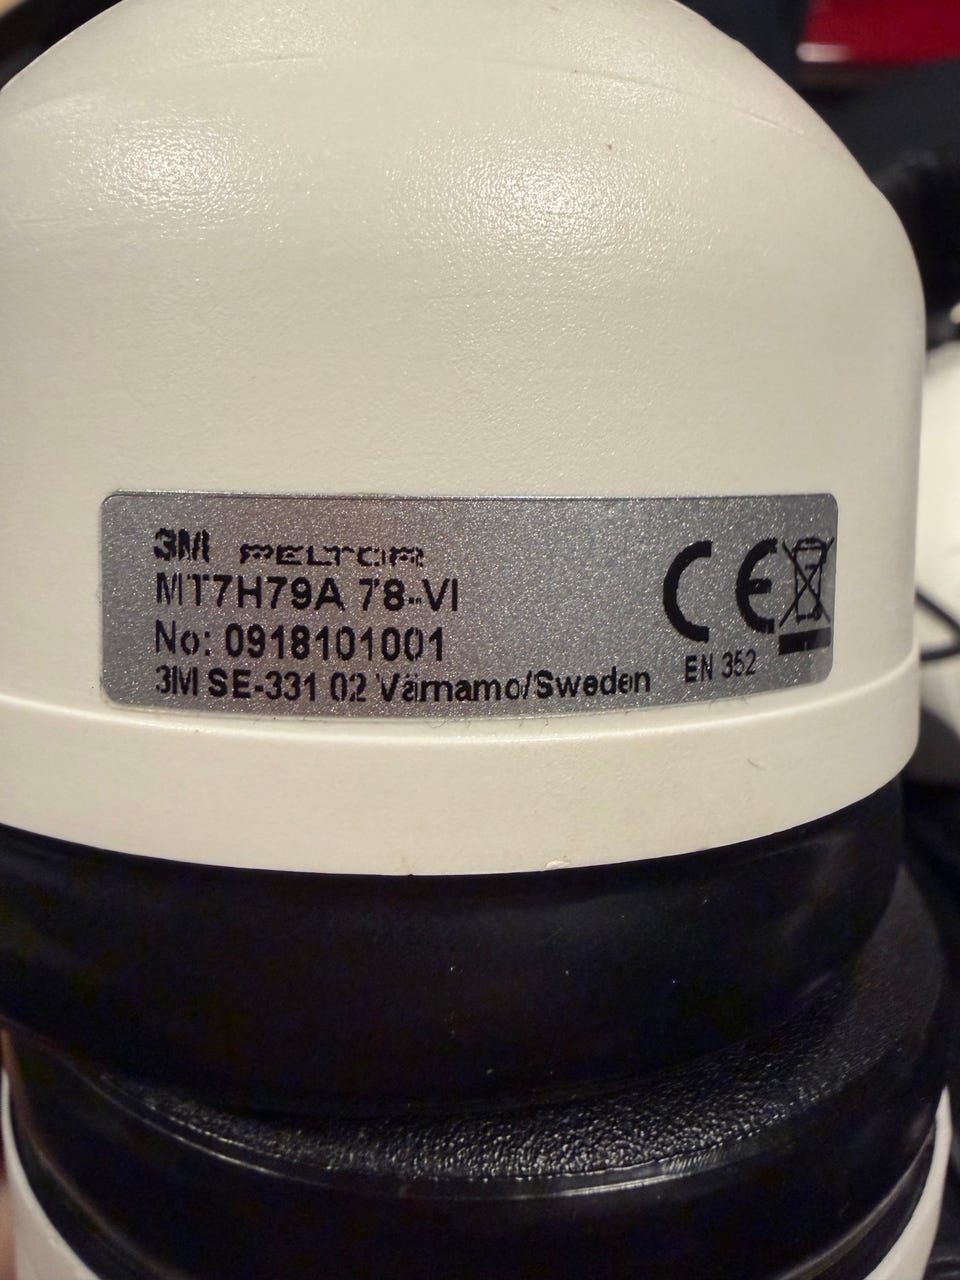 3M PELTOR
MT7H79A 78-VI
No: 0918101001
3M SE-331 02 Värnamo/Sweden
CE
EN 352